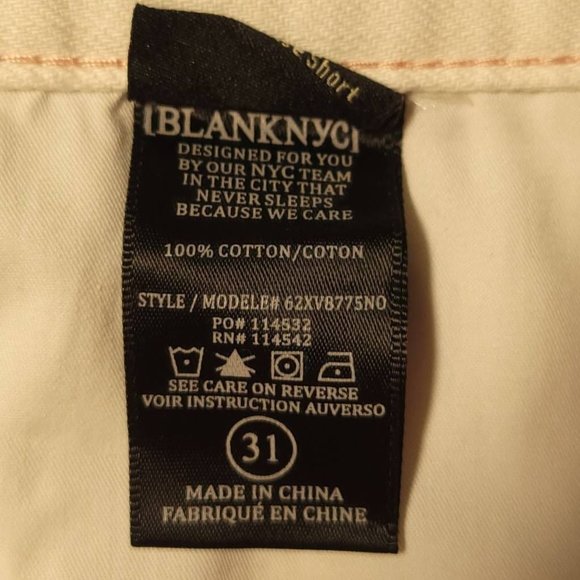 Short
[BLANKNYC]
DESIGNED FOR YOU
BY OUR NYC TEAM
IN THE CITY THAT
NEVER SLEEPS
BECAUSE WE CARE
100% COTTON/COTON
STYLE / MODELE# 62XV8775NO
PO# 114532
RN# 114542
SEE CARE ON REVERSE
VOIR INSTRUCTION AUVERSO
31
MADE IN CHINA
FABRIQUÉ EN CHINE